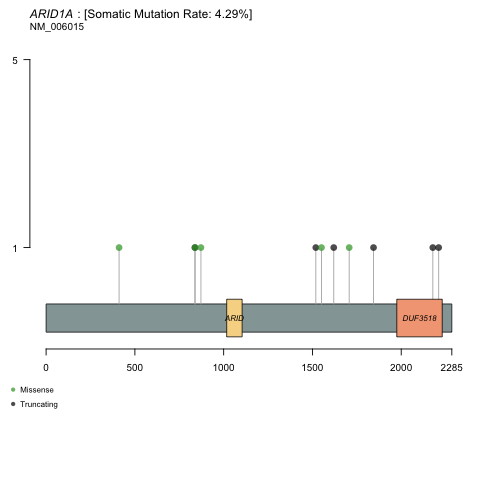 ARID1A : [Somatic Mutation Rate: 4.29%]
NM_006015
5
1
ARID
DUF3518
0 500 1000 1500 2000 2285
Missense
Truncating